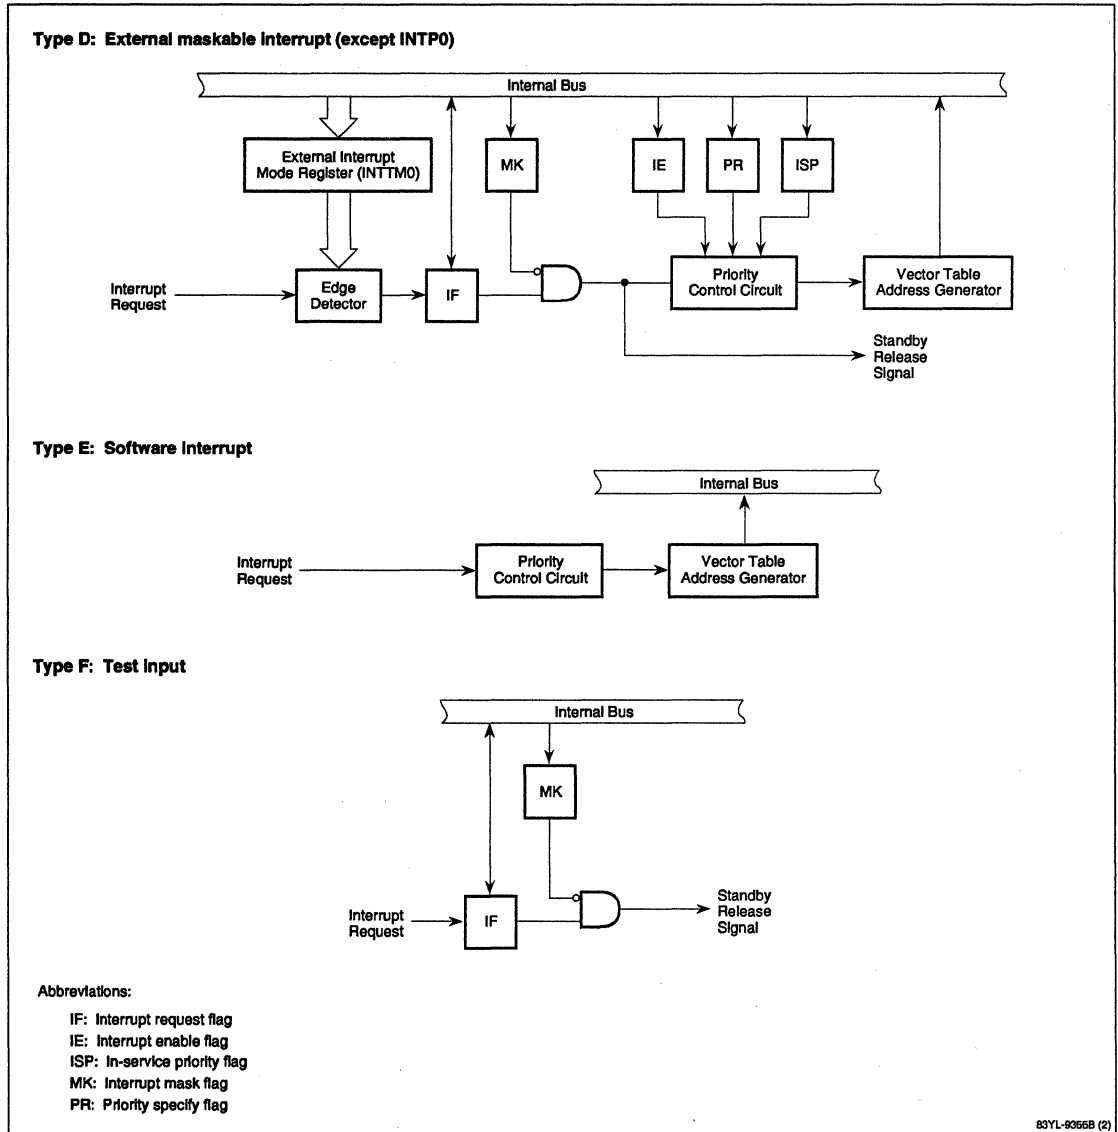 Type D: External maskable interrupt (except INTP0)
Internal Bus
External Interrupt
Mode Register (INTTM0)
MK
IE
PR
ISP
Interrupt
Request
Edge
Detector
IF
Priority
Control Circuit
Vector Table
Address Generator
Standby
Release
Signal
Type E: Software interrupt
Internal Bus
Interrupt
Request
Priority
Control Circuit
Vector Table
Address Generator
Type F: Test input
Internal Bus
MK
Interrupt
Request
IF
Standby
Release
Signal
Abbreviations:
IF: Interrupt request flag
IE: Interrupt enable flag
ISP: In-service priority flag
MK: Interrupt mask flag
PR: Priority specify flag
83YL-9355B (2)